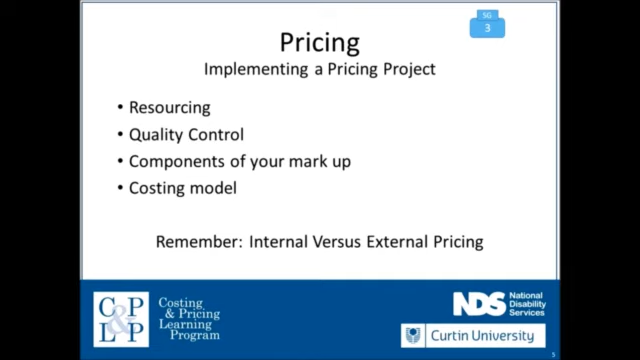 SG
3
Pricing
Implementing a Pricing Project
• Resourcing
• Quality Control
• Components of your mark up
• Costing model
Remember: Internal Versus External Pricing
C P
&
L P
Costing
& Pricing
Learning
Program
NDS
National
Disability
Services
Curtin University
5